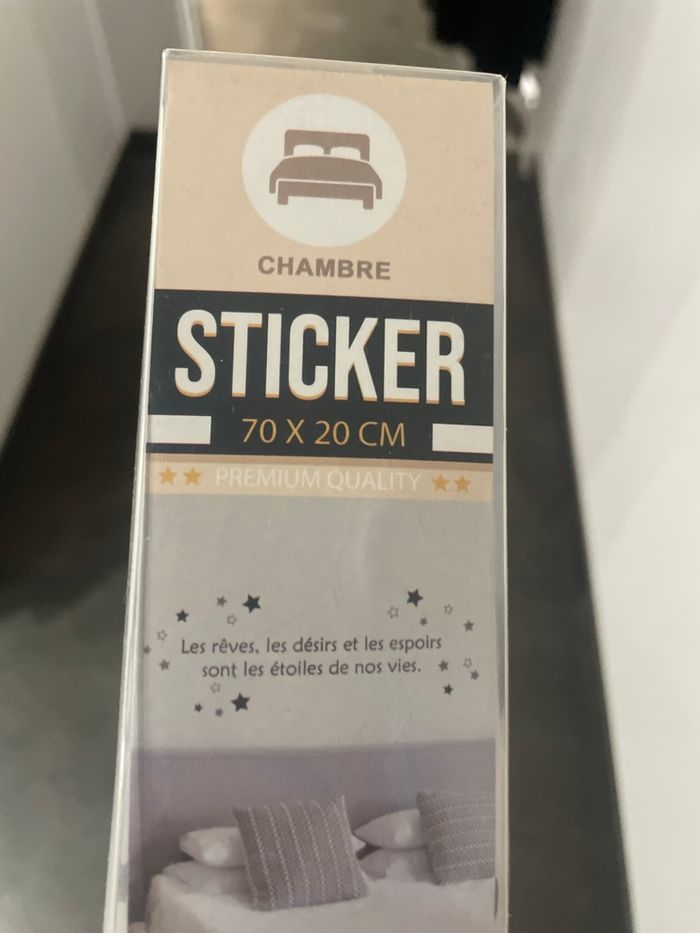 CHAMBRE
STICKER
70 X 20 CM
PREMIUM QUALITY
Les rêves, les désirs et les espoirs
sont les étoiles de nos vies.